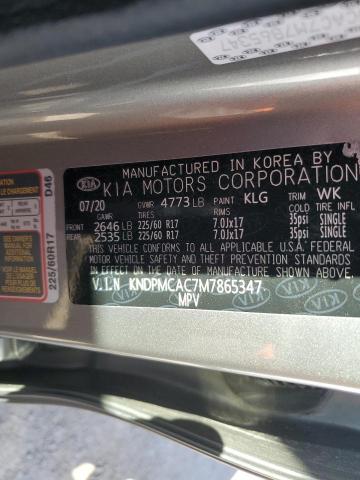 MANUFACTURED IN KOREA BY
KIA KIA MOTORS CORPORATION
07/20 GVWR 4773 LB PAINT KLG TRIM WK
GAWR TIRES RIMS COLD TIRE INFL
FRONT 2646 LB 225/60 R17 7.0Jx17 35psi SINGLE
REAR 2535 LB 225/60 R17 7.0Jx17 35psi SINGLE
THIS VEHICLE CONFORMS TO ALL APPLICABLE U.S.A. FEDERAL
MOTOR VEHICLE SAFETY AND THEFT PREVENTION STANDARDS
IN EFFECT ON THE DATE OF MANUFACTURE SHOWN ABOVE.
V.I.N KNDPMCAC7M7865347
MPV
D46
225/60R17